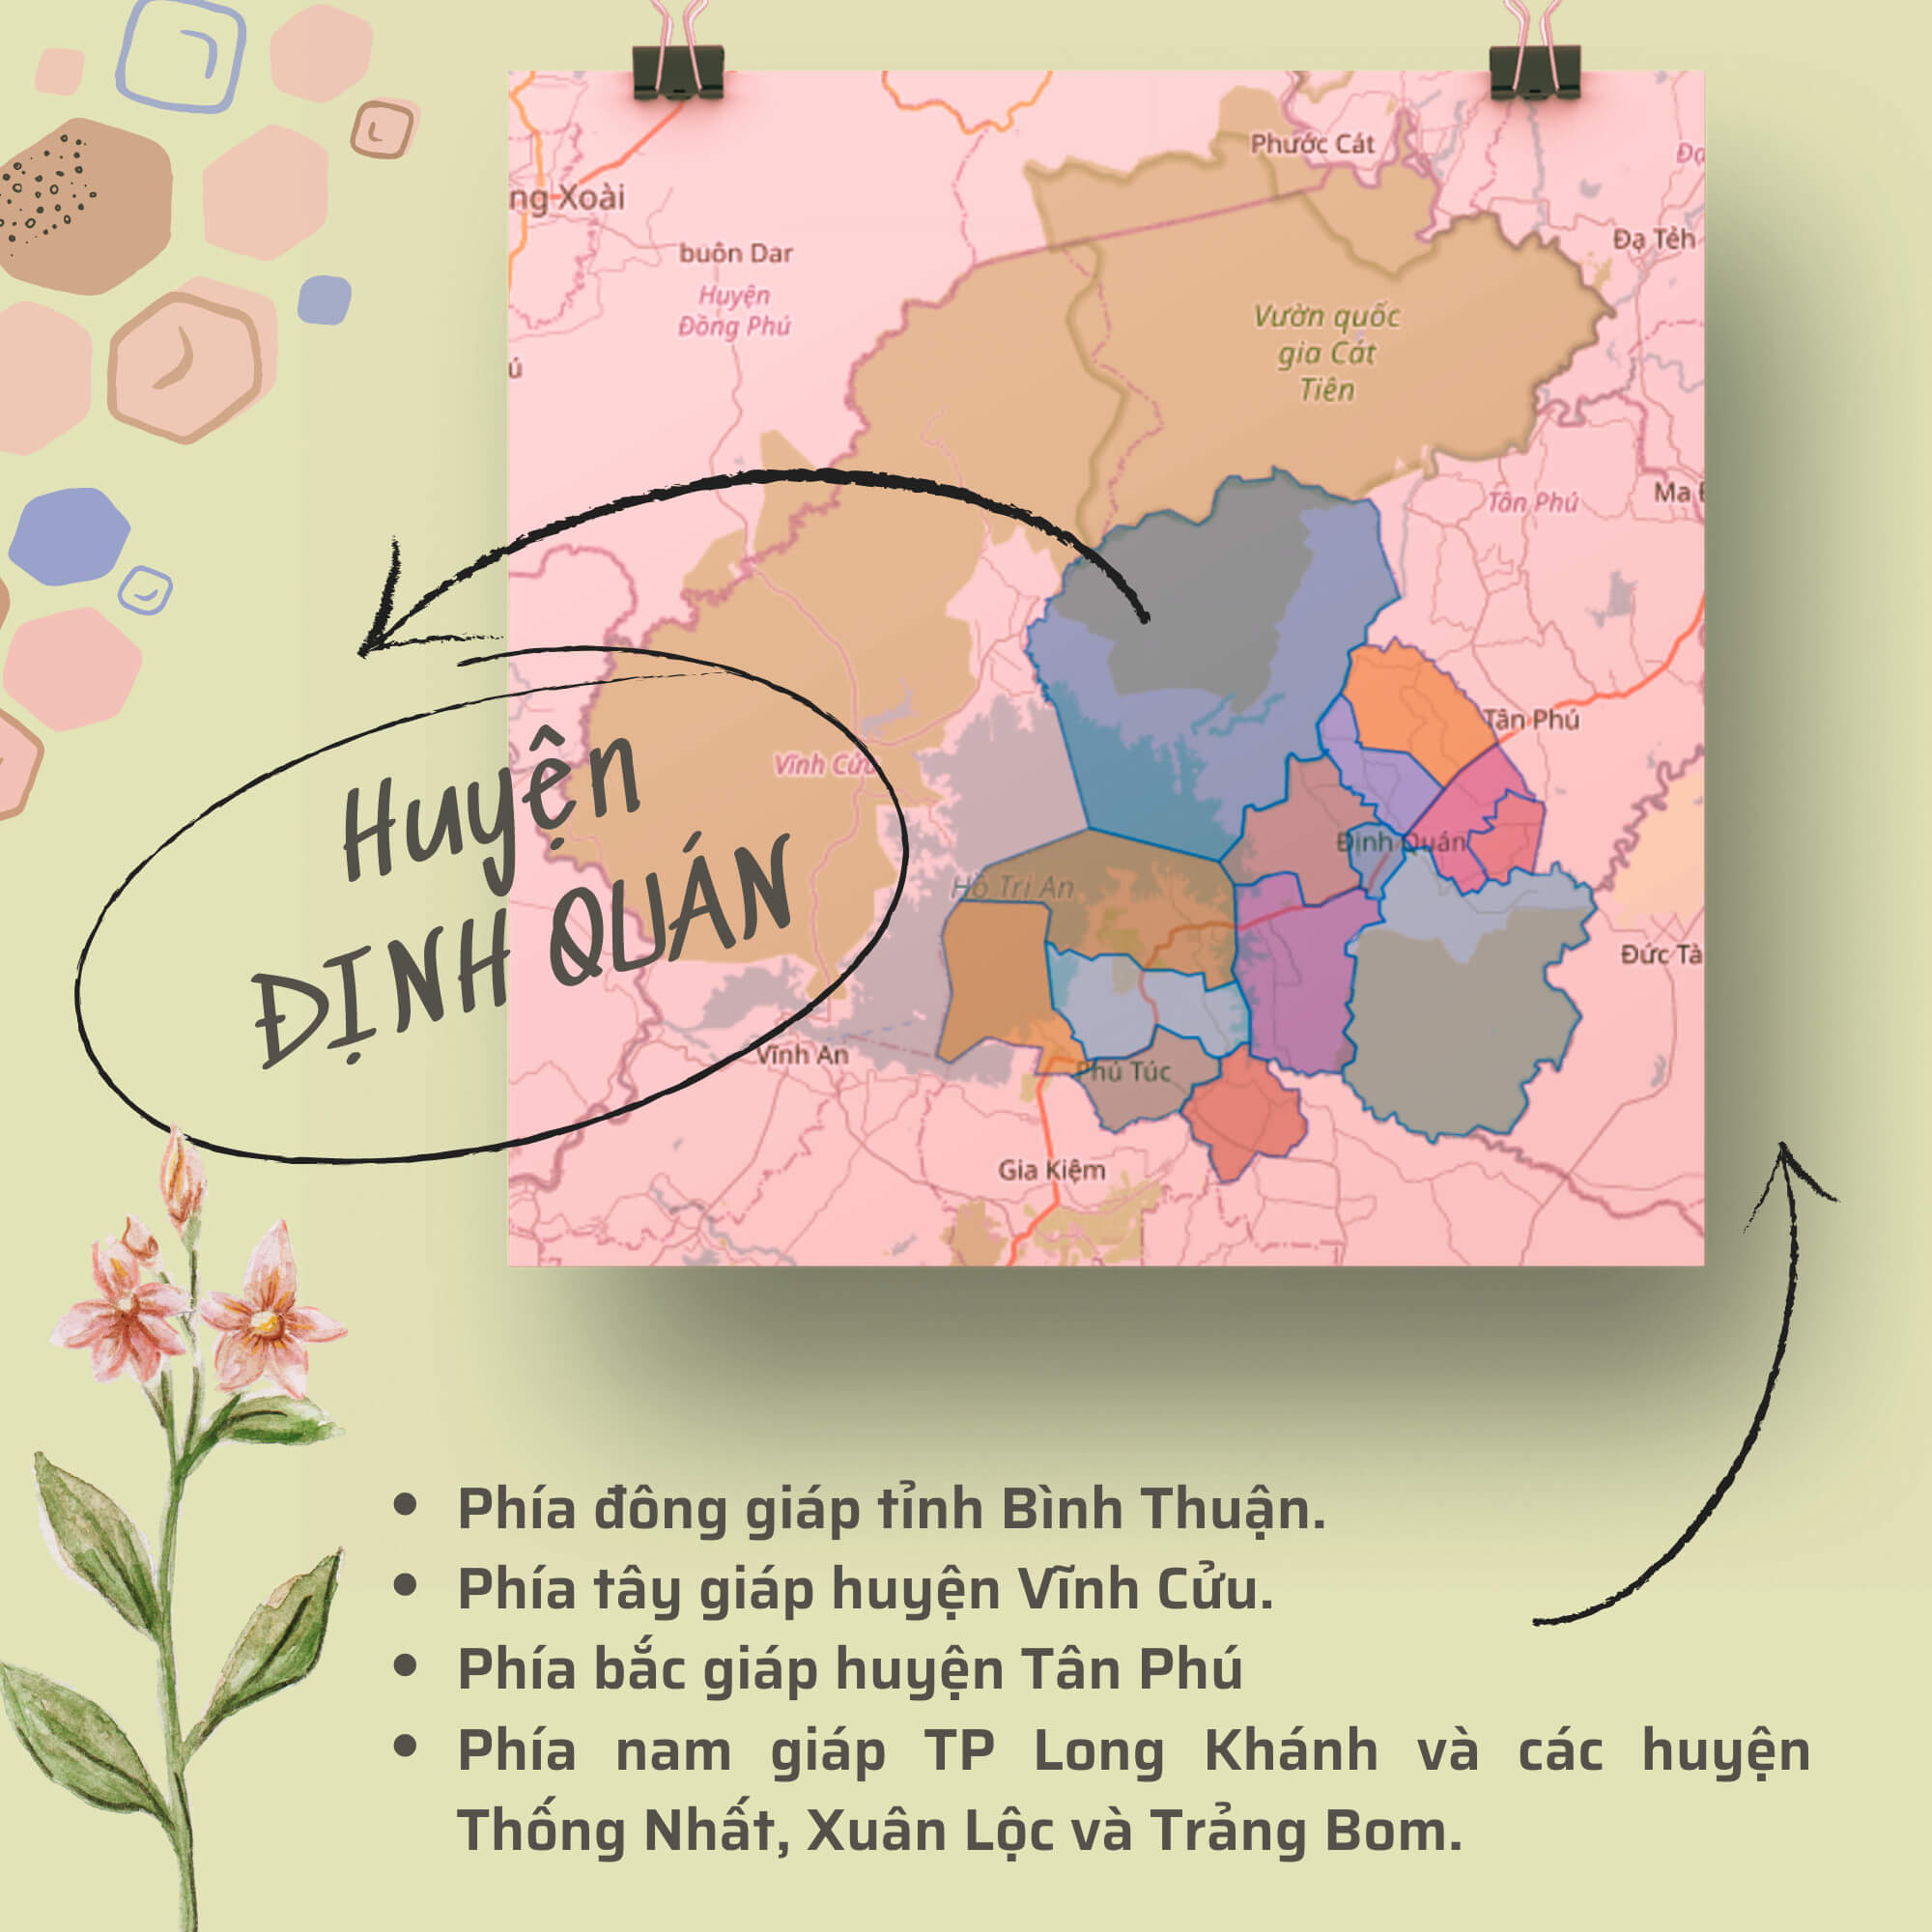 Phước Cát
ng Xoài
Đạ Tẻh
buôn Dar
Huyện
Đồng Phú
Vườn quốc
gia Cát
Tiên
ú
Tân Phú
Ma
Tân Phú
Vĩnh Cửu
Huyện
ĐỊNH QUÁN
Định Quán
Hồ Trị An
Đức Tà
Vĩnh An
Phú Túc
Gia Kiệm
• Phía đông giáp tỉnh Bình Thuận.
• Phía tây giáp huyện Vĩnh Cửu.
• Phía bắc giáp huyện Tân Phú
• Phía nam giáp TP Long Khánh và các huyện
Thống Nhất, Xuân Lộc và Trảng Bom.